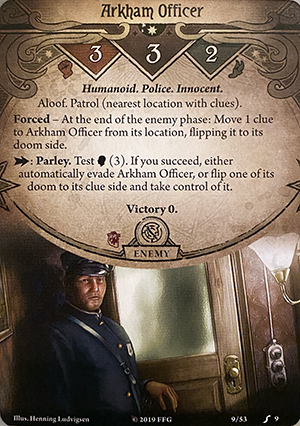 Arkham Officer
3 3 2
Humanoid. Police. Innocent.
Aloof. Patrol (nearest location with clues).
Forced – At the end of the enemy phase: Move 1 clue
to Arkham Officer from its location, flipping it to its
doom side.
: Parley. Test (3). If you succeed, either
automatically evade Arkham Officer, or flip one of its
doom to its clue side and take control of it.
Victory 0.
ENEMY
Illus. Henning Ludvigsen © 2019 FFG 9/53 9